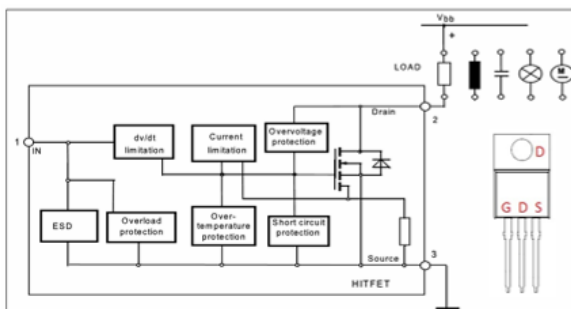 Vbb
+
LOAD
M
Drain
2
1
IN
dv/dt
limitation
Current
limitation
Overvoltage
protection
ESD
Overload
protection
Over-
temperature
protection
Short circuit
protection
Source
3
HITFET
D
G D S